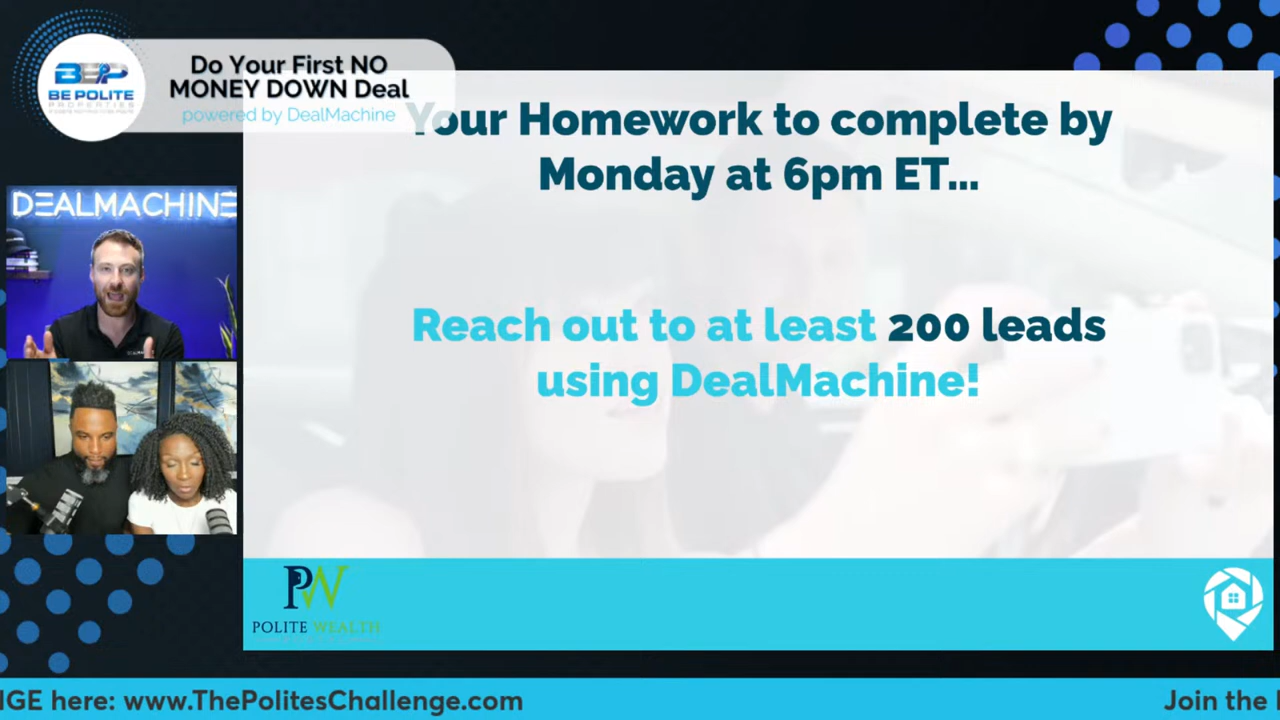 BEP
BE POLITE
PROPERTIES
Do Your First NO
MONEY DOWN Deal
powered by DealMachine
Your Homework to complete by
Monday at 6pm ET...
DEALMACHINE
Reach out to at least 200 leads
using DealMachine!
PW
POLITE WEALTH
NGE here: www.ThePolitesChallenge.com
Join the